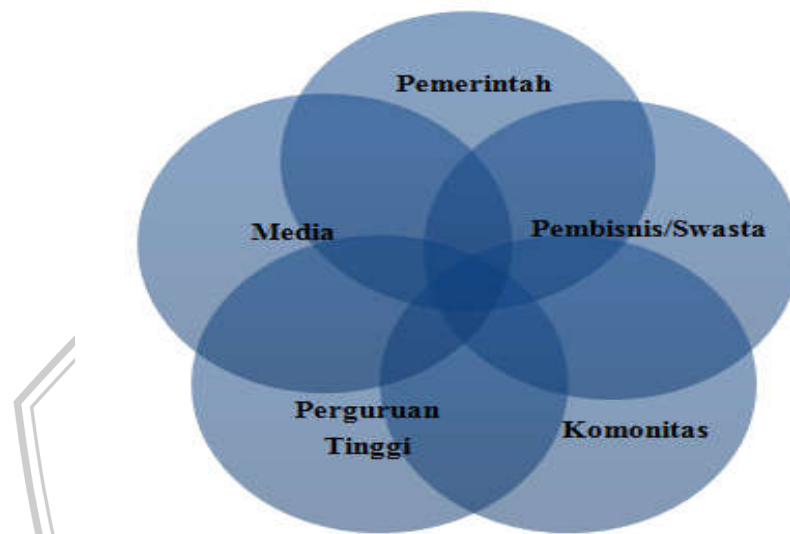 Pemerintah
Media
Pembisnis/Swasta
Perguruan
Tinggi
Komonitas